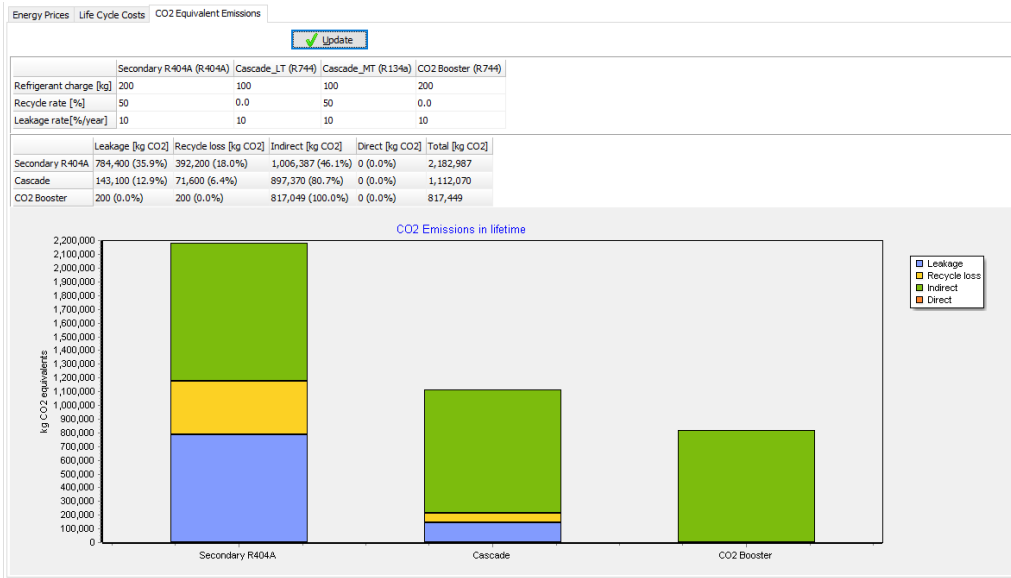 Energy Prices Life Cycle Costs CO2 Equivalent Emissions
Update
Secondary R404A (R404A) Cascade_LT (R744) Cascade_MT (R134a) CO2 Booster (R744)
Refrigerant charge [kg] 200 100 100 200
Recycle rate [%] 50 0.0 50 0.0
Leakage rate[%/year] 10 10 10 10
Leakage [kg CO2] Recycle loss [kg CO2] Indirect [kg CO2] Direct [kg CO2] Total [kg CO2]
Secondary R404A 784,400 (35.9%) 392,200 (18.0%) 1,006,387 (46.1%) 0 (0.0%) 2,182,987
Cascade 143,100 (12.9%) 71,600 (6.4%) 897,370 (80.7%) 0 (0.0%) 1,112,070
CO2 Booster 200 (0.0%) 200 (0.0%) 817,049 (100.0%) 0 (0.0%) 817,449
CO2 Emissions in lifetime
kg CO2 equivalents
2,200,000
2,100,000
2,000,000
1,900,000
1,800,000
1,700,000
1,600,000
1,500,000
1,400,000
1,300,000
1,200,000
1,100,000
1,000,000
900,000
800,000
700,000
600,000
500,000
400,000
300,000
200,000
100,000
0
Secondary R404A Cascade CO2 Booster
Leakage
Recycle loss
Indirect
Direct